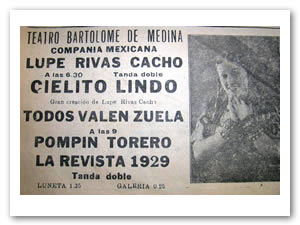 TEATRO BARTOLOME DE MEDINA
COMPAÑIA MEXICANA
LUPE RIVAS CACHO
A las 6.30 Tanda doble
CIELITO LINDO
Gran creación de Lupe Rivas Cacho
TODOS VALEN ZUELA
A las 9
POMPIN TORERO
LA REVISTA 1929
Tanda doble
LUNETA 1.25 GALERIA 0.25